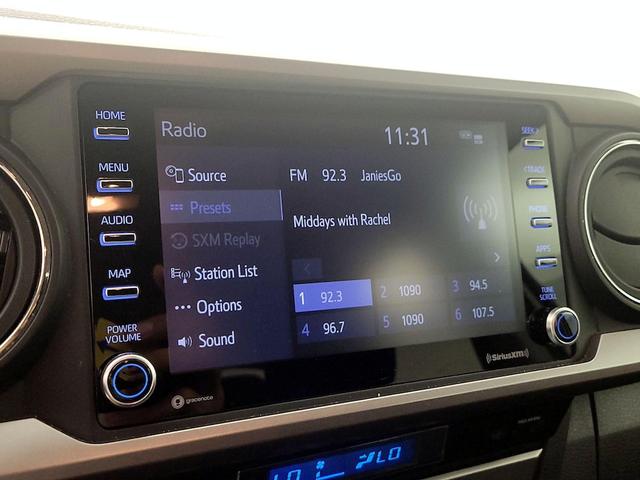 HOME
MENU
AUDIO
MAP
POWER
VOLUME
Radio
11:31
Source
Presets
SXM Replay
Station List
Options
Sound
FM 92.3 JaniesGo
Middays with Rachel
1 92.3 2 1090 3 94.5
4 96.7 5 1090 6 107.5
SEEK >
< TRACK
PHONE
APPS
TUNE
SCROLL
gracenote
SiriusXM
LO LO